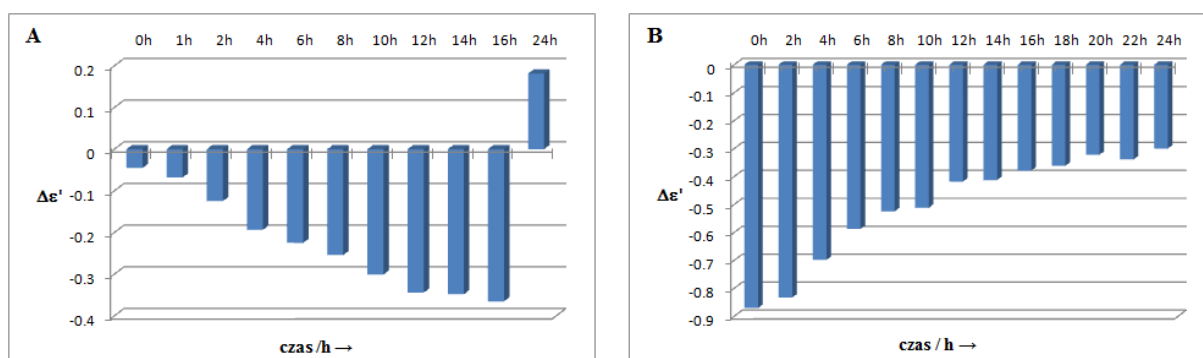 A
0h 1h 2h 4h 6h 8h 10h 12h 14h 16h 24h
0.2
0.1
0
-0.1
Δε'
-0.2
-0.3
-0.4
czas /h →
B
0h 2h 4h 6h 8h 10h 12h 14h 16h 18h 20h 22h 24h
0
-0.1
-0.2
-0.3
-0.4
Δε'
-0.5
-0.6
-0.7
-0.8
-0.9
czas / h →